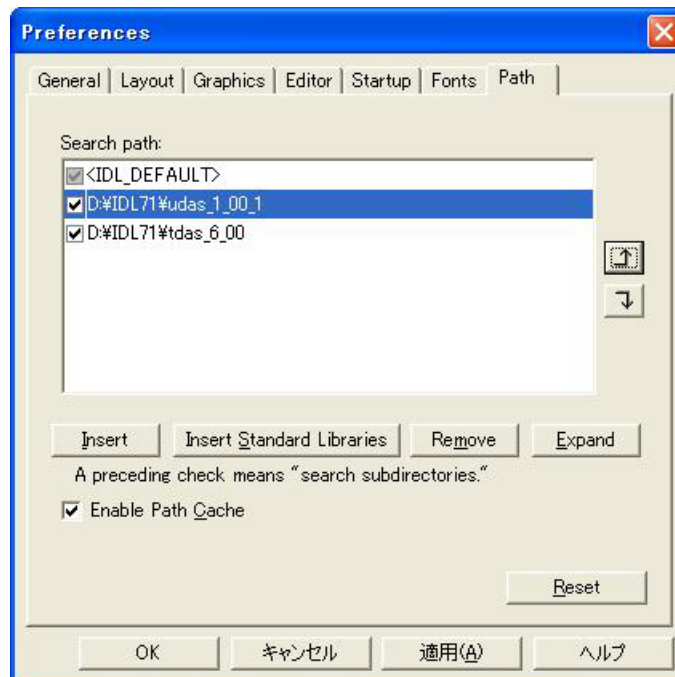 Preferences
General Layout Graphics Editor Startup Fonts Path
Search path:
<IDL_DEFAULT>
D:¥IDL71¥udas_1_00_1
D:¥IDL71¥tdas_6_00
Insert Insert Standard Libraries Remove Expand
A preceding check means "search subdirectories."
Enable Path Cache
Reset
OK キャンセル 適用(A) ヘルプ